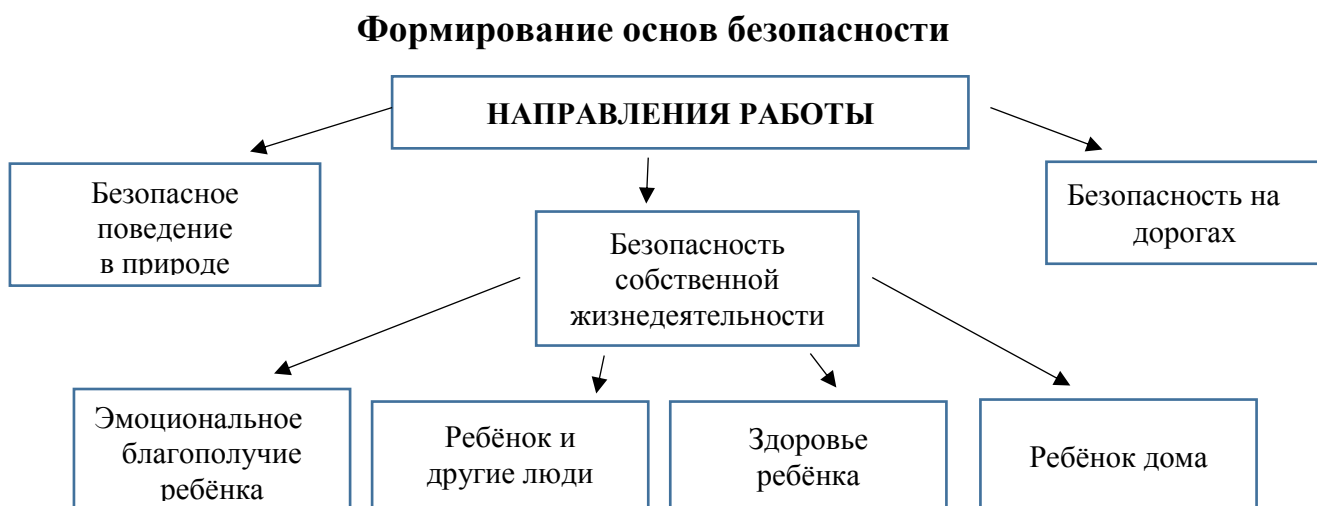 Формирование основ безопасности
НАПРАВЛЕНИЯ РАБОТЫ
Безопасное
поведение
в природе
Безопасность
собственной
жизнедеятельности
Безопасность на
дорогах
Эмоциональное
благополучие
ребёнка
Ребёнок и
другие люди
Здоровье
ребёнка
Ребёнок дома